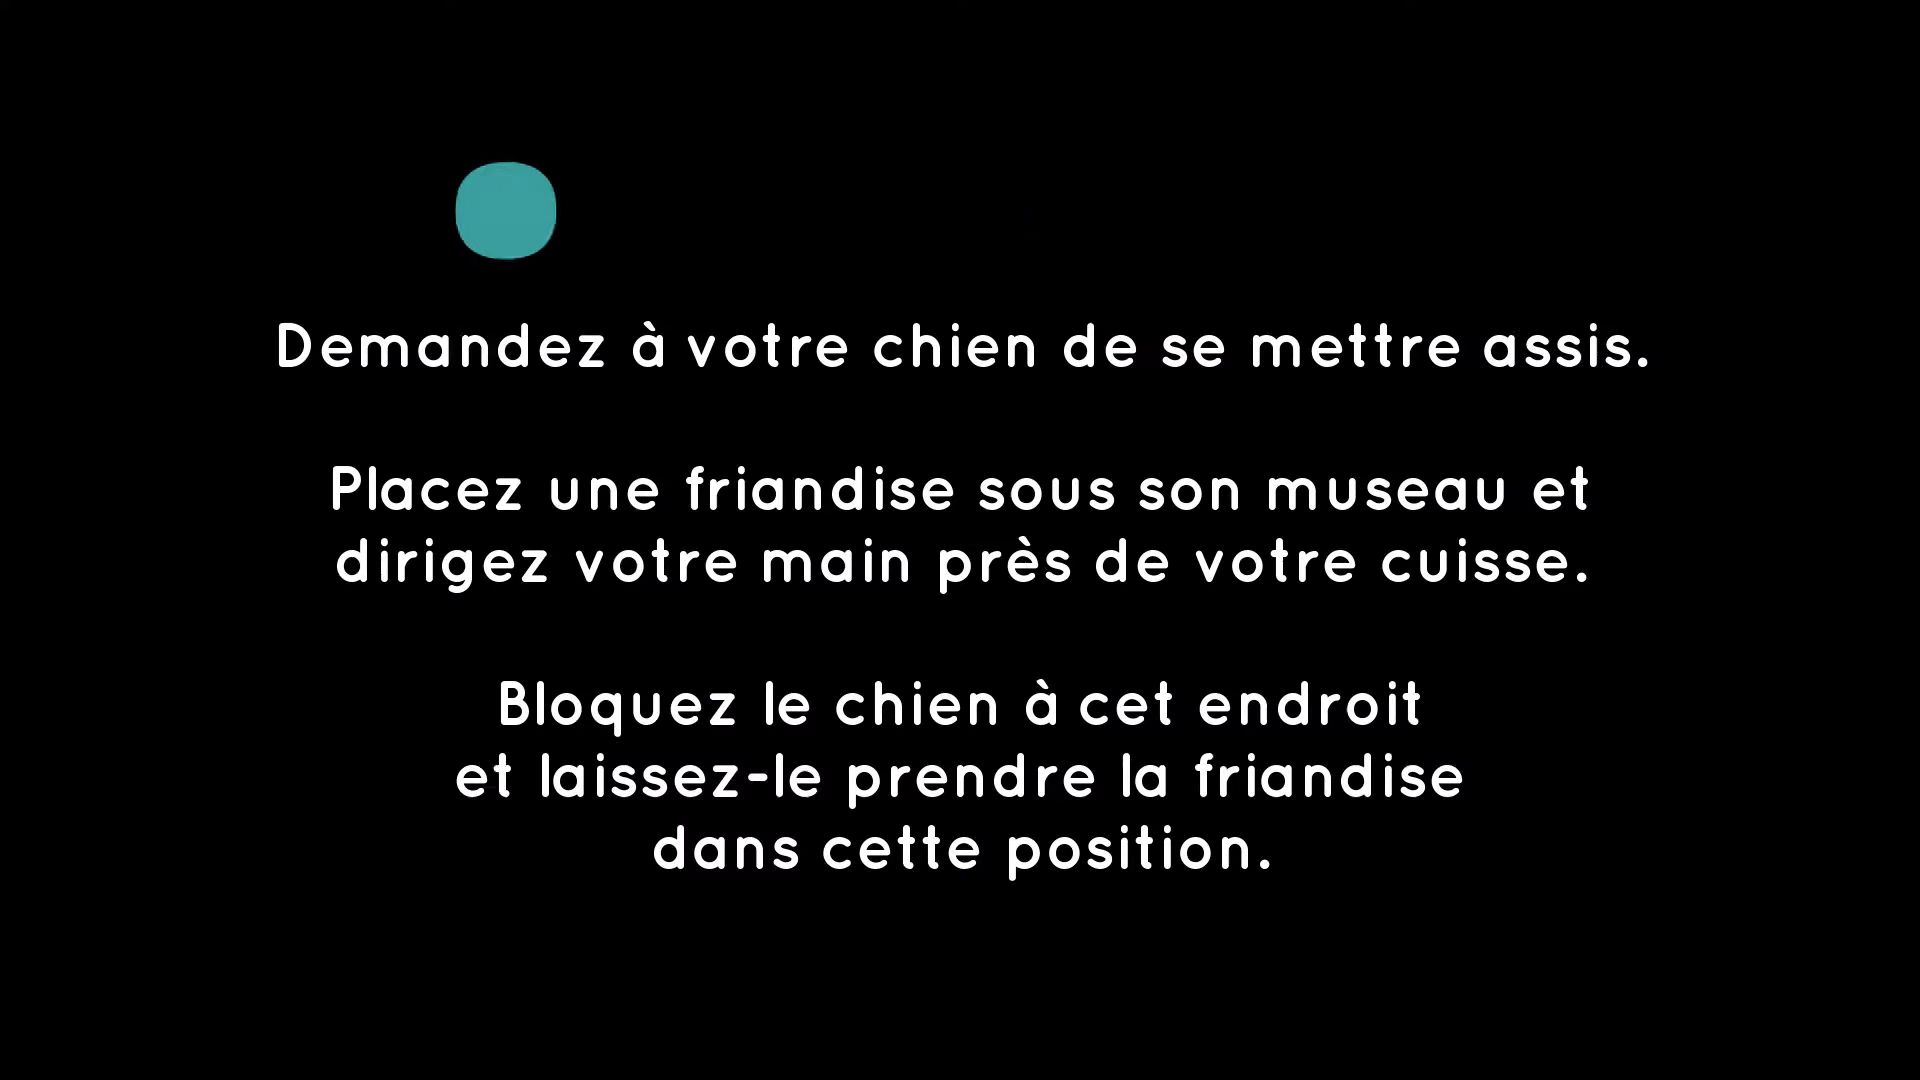 Demandez à votre chien de se mettre assis.
Placez une friandise sous son museau et
dirigez votre main près de votre cuisse.
Bloquez le chien à cet endroit
et laissez-le prendre la friandise
dans cette position.